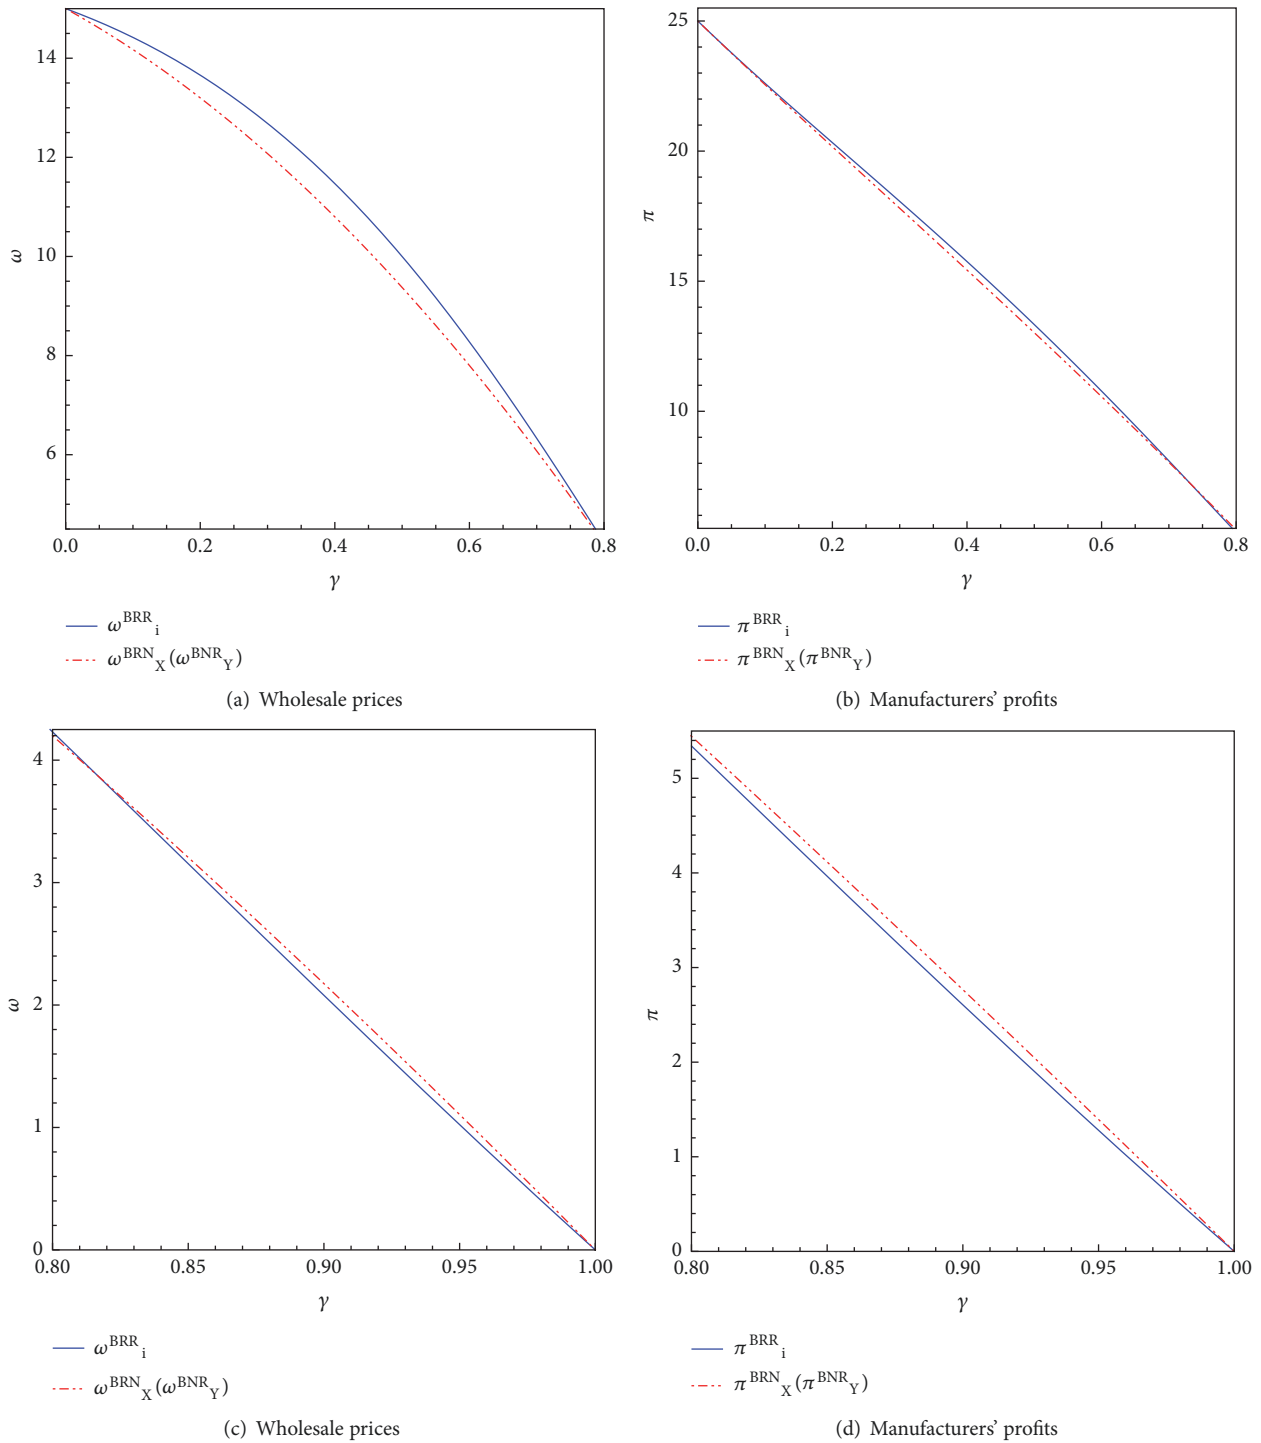 14
12
10
8
6
ω
0.0 0.2 0.4 0.6 0.8
γ
ω^BRR_i
ω^BRN_X(ω^BNR_Y)
(a) Wholesale prices
25
20
15
10
π
0.0 0.2 0.4 0.6 0.8
γ
π^BRR_i
π^BRN_X(π^BNR_Y)
(b) Manufacturers’ profits
4
3
2
1
0
ω
0.80 0.85 0.90 0.95 1.00
γ
ω^BRR_i
ω^BRN_X(ω^BNR_Y)
(c) Wholesale prices
5
4
3
2
1
0
π
0.80 0.85 0.90 0.95 1.00
γ
π^BRR_i
π^BRN_X(π^BNR_Y)
(d) Manufacturers’ profits